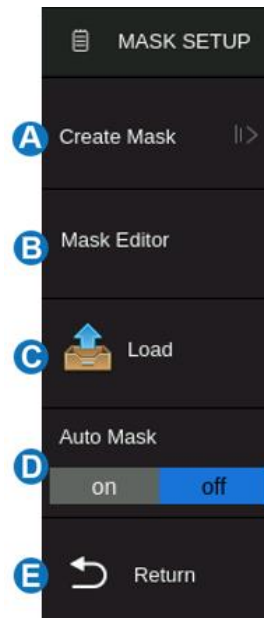 MASK SETUP
A
Create Mask
B
Mask Editor
C
Load
Auto Mask
D
on off
E
Return